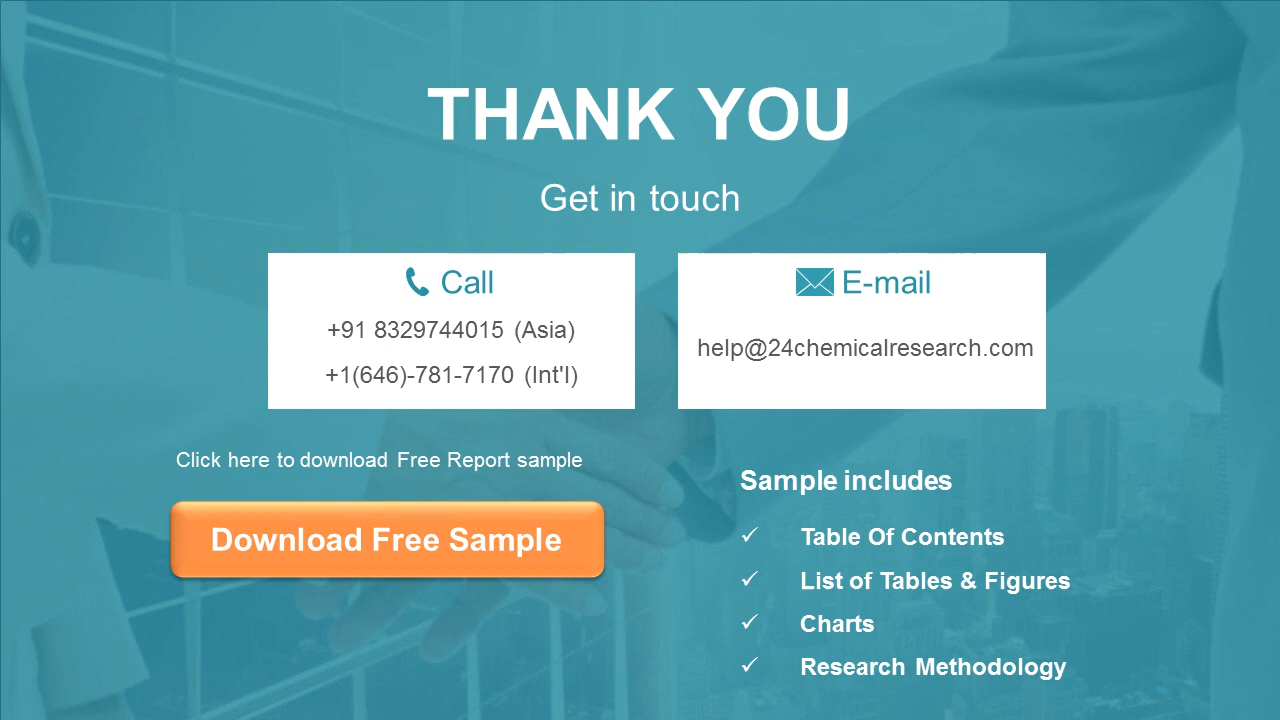 THANK YOU
Get in touch
Call
+91 8329744015 (Asia)
+1(646)-781-7170 (Int'l)
E-mail
help@24chemicalresearch.com
Click here to download Free Report sample
Download Free Sample
Sample includes
✓ Table Of Contents
✓ List of Tables & Figures
✓ Charts
✓ Research Methodology